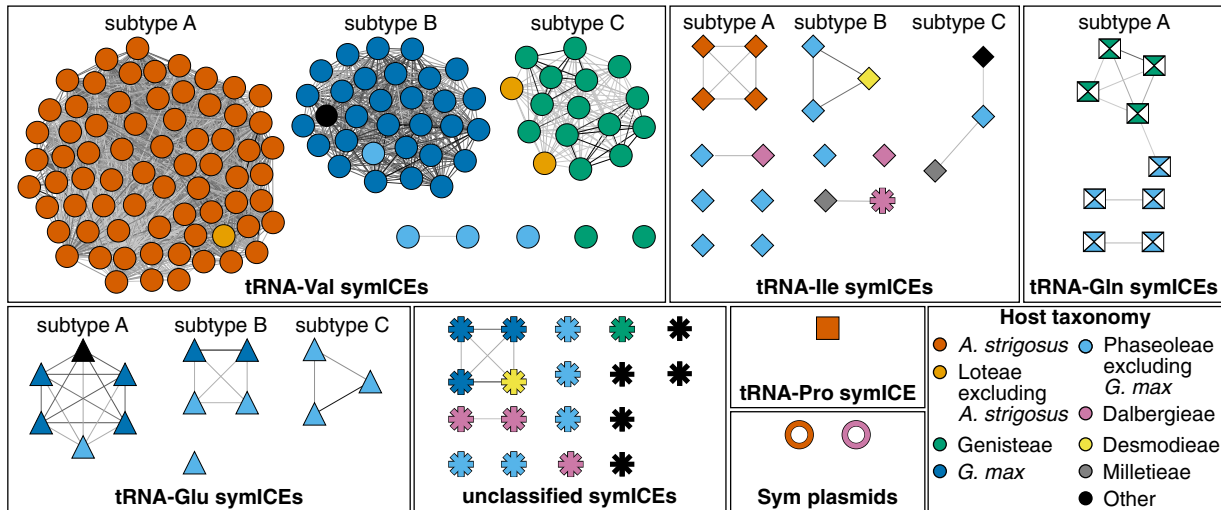 subtype A
subtype B
subtype C
tRNA-Val symICEs
subtype A
subtype B
subtype C
tRNA-Ile symICEs
subtype A
tRNA-Gln symICEs
subtype A
subtype B
subtype C
tRNA-Glu symICEs
unclassified symICEs
tRNA-Pro symICE
Sym plasmids
Host taxonomy
A. strigosus
Loteae
excluding
A. strigosus
Genisteae
G. max
Phaseoleae
excluding
G. max
Dalbergieae
Desmodieae
Milletieae
Other